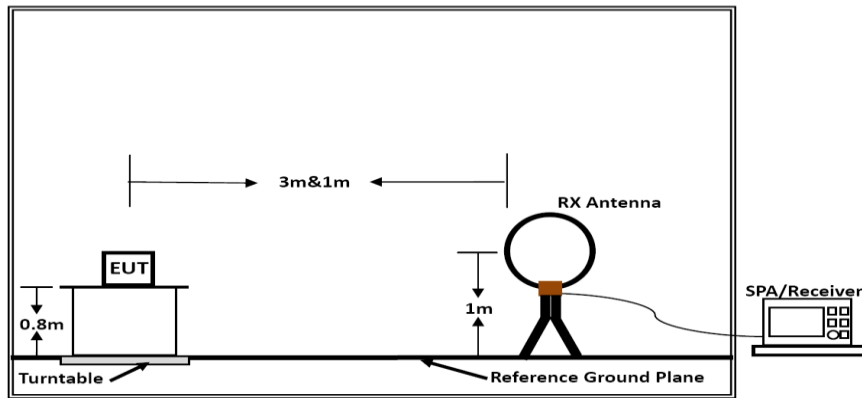 3m&1m
RX Antenna
EUT
SPA/Receiver
0.8m
1m
Turntable
Reference Ground Plane